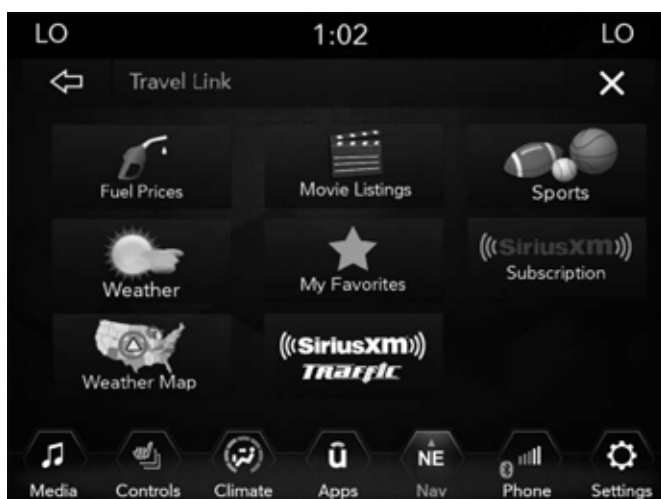 LO 1:02 LO
Travel Link
Fuel Prices Movie Listings Sports
Weather My Favorites SiriusXM Subscription
Weather Map SiriusXM Traffic
NE
Media Controls Climate Apps Nav Phone Settings